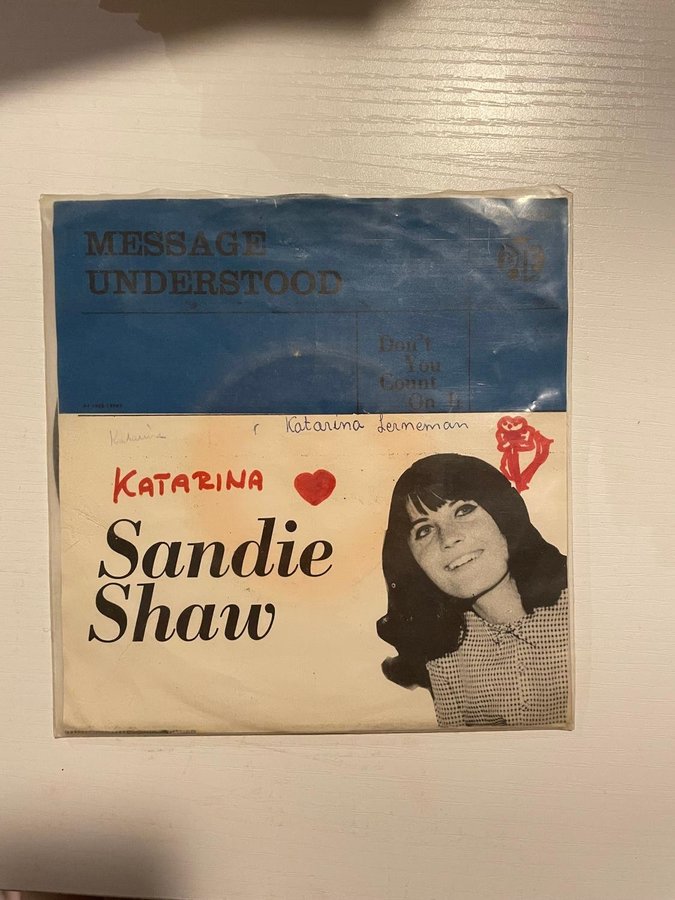 MESSAGE
UNDERSTOOD
Don't
You
Count
On It
Katarina
Katarina Lerneman
KATARINA
Sandie
Shaw